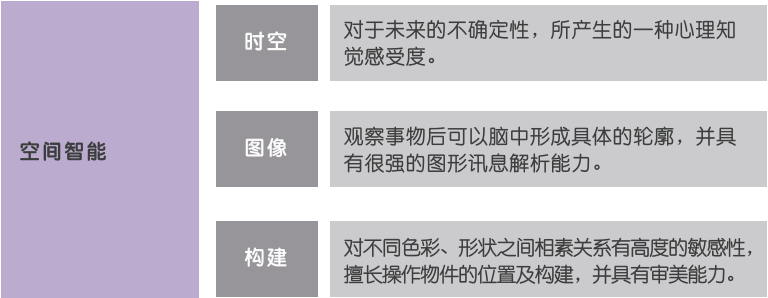 空间智能
时空
对于未来的不确定性，所产生的一种心理知
觉感受度。
图像
观察事物后可以脑中形成具体的轮廓，并具
有很强的图形讯息解析能力。
构建
对不同色彩、形状之间相素关系有高度的敏感性，
擅长操作物件的位置及构建，并具有审美能力。